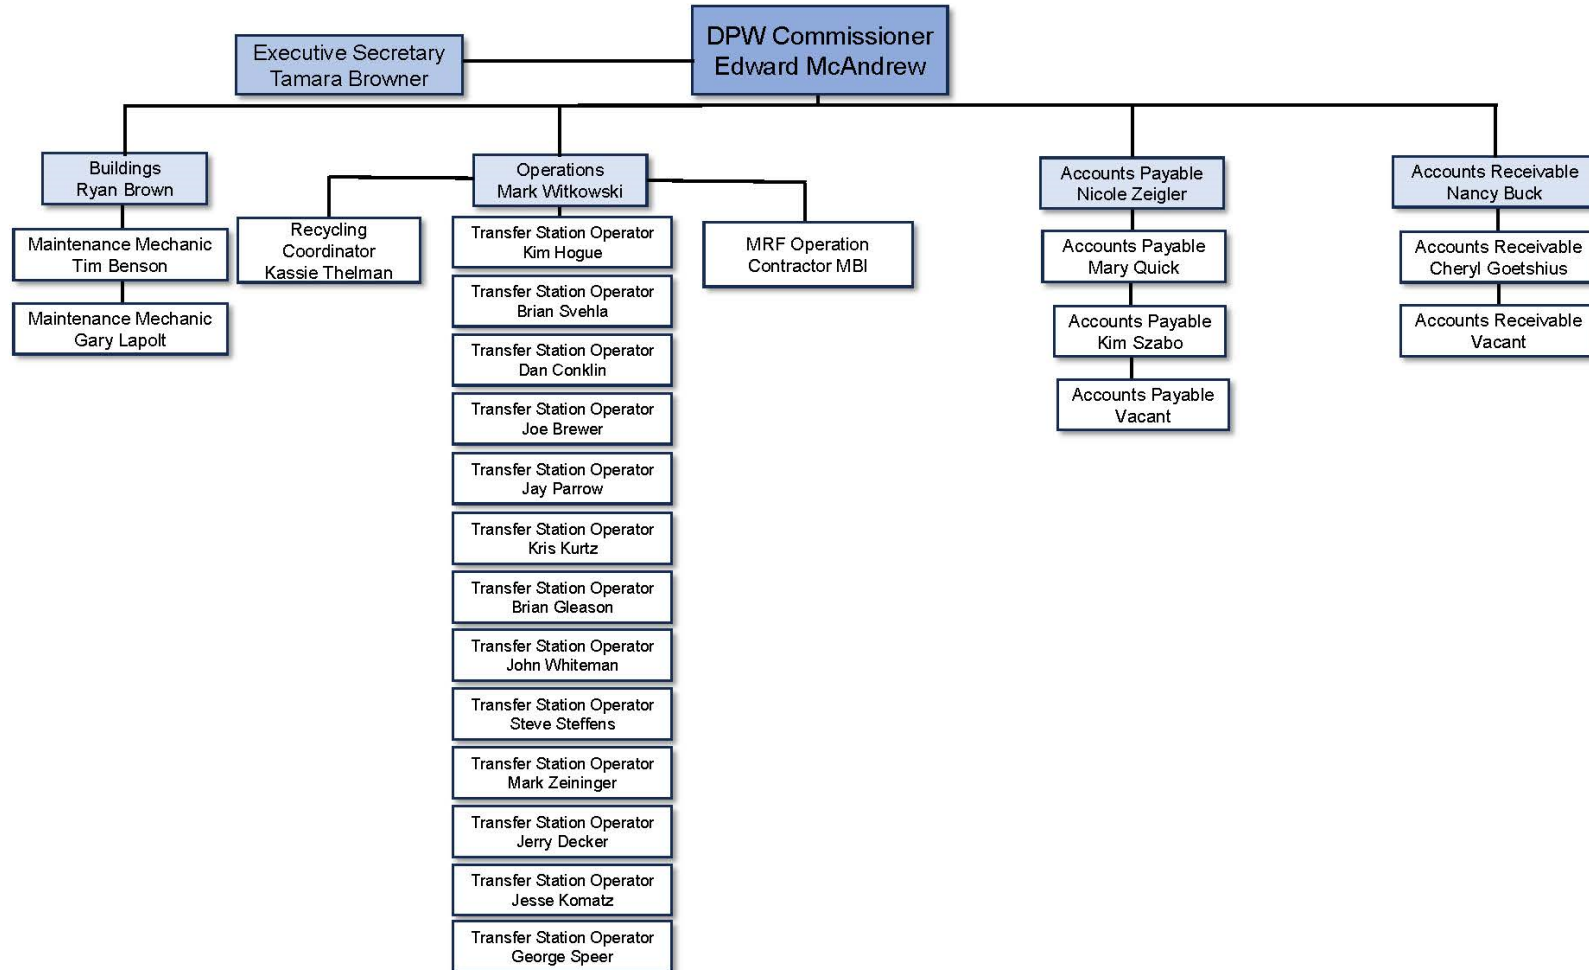 DPW Commissioner
Edward McAndrew
Executive Secretary
Tamara Browner
Buildings
Ryan Brown
Maintenance Mechanic
Tim Benson
Maintenance Mechanic
Gary Lapolt
Operations
Mark Witkowski
Recycling
Coordinator
Kassie Thelman
Transfer Station Operator
Kim Hogue
Transfer Station Operator
Brian Svehla
Transfer Station Operator
Dan Conklin
Transfer Station Operator
Joe Brewer
Transfer Station Operator
Jay Parrow
Transfer Station Operator
Kris Kurtz
Transfer Station Operator
Brian Gleason
Transfer Station Operator
John Whiteman
Transfer Station Operator
Steve Steffens
Transfer Station Operator
Mark Zeininger
Transfer Station Operator
Jerry Decker
Transfer Station Operator
Jesse Komatz
Transfer Station Operator
George Speer
MRF Operation
Contractor MBI
Accounts Payable
Nicole Zeigler
Accounts Payable
Mary Quick
Accounts Payable
Kim Szabo
Accounts Payable
Vacant
Accounts Receivable
Nancy Buck
Accounts Receivable
Cheryl Goetshius
Accounts Receivable
Vacant